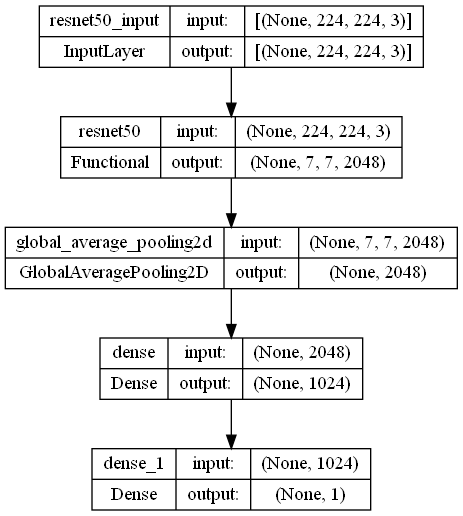 resnet50_input input: [(None, 224, 224, 3)]
InputLayer output: [(None, 224, 224, 3)]
resnet50 input: (None, 224, 224, 3)
Functional output: (None, 7, 7, 2048)
global_average_pooling2d input: (None, 7, 7, 2048)
GlobalAveragePooling2D output: (None, 2048)
dense input: (None, 2048)
Dense output: (None, 1024)
dense_1 input: (None, 1024)
Dense output: (None, 1)